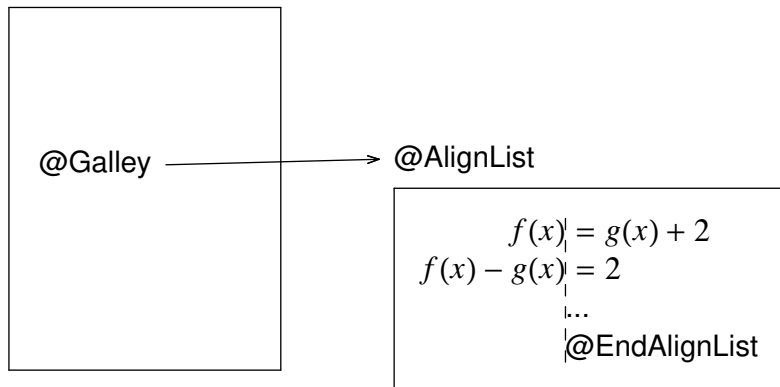 @Galley
@AlignList
f(x) = g(x) + 2
f(x) − g(x) = 2
...
@EndAlignList